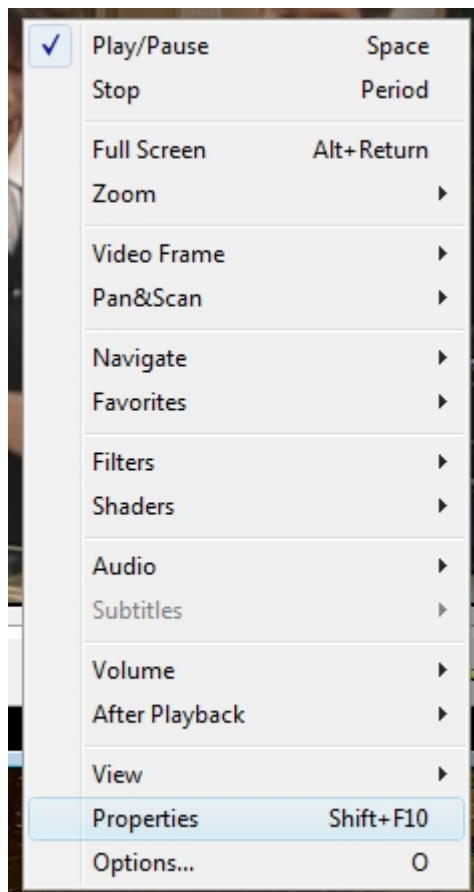 Play/Pause Space
Stop Period
Full Screen Alt+Return
Zoom
Video Frame
Pan&Scan
Navigate
Favorites
Filters
Shaders
Audio
Subtitles
Volume
After Playback
View
Properties Shift+F10
Options... O